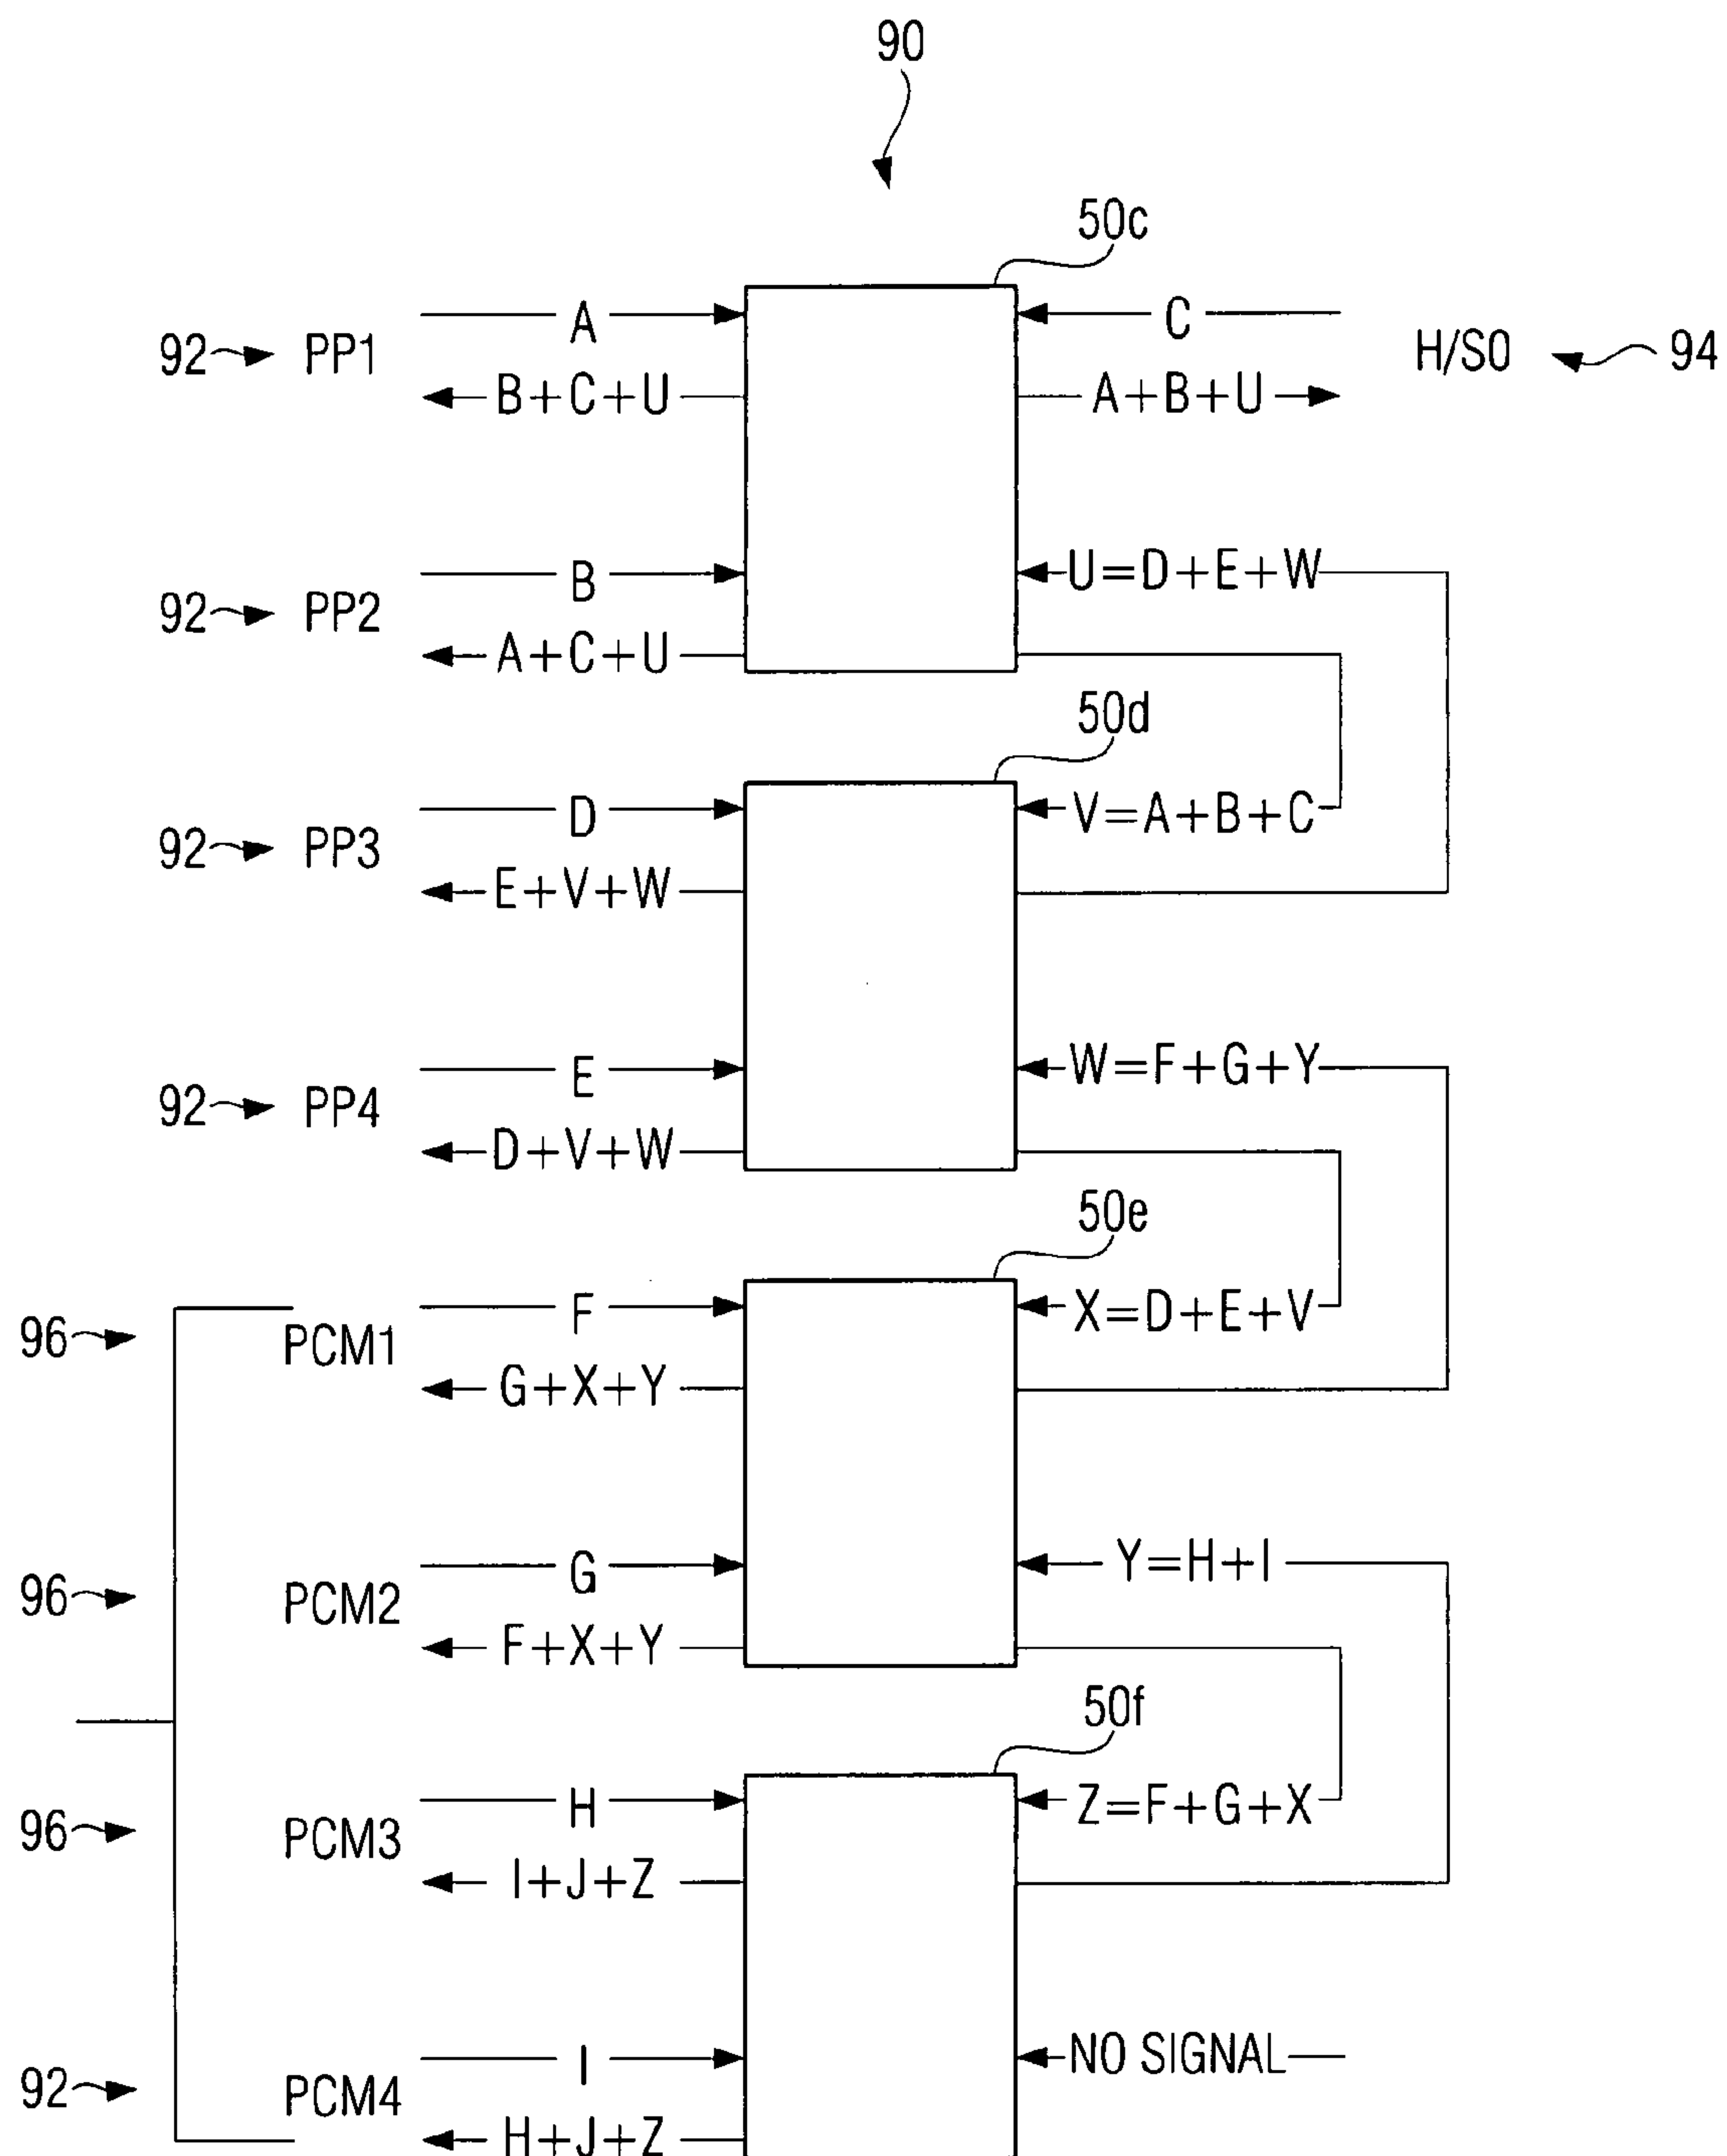 90
50c
A
C
92 PP1
H/S0 94
B+C+U
A+B+U
B
U=D+E+W
92 PP2
A+C+U
50d
D
V=A+B+C
92 PP3
E+V+W
E
W=F+G+Y
92 PP4
D+V+W
50e
F
X=D+E+V
96 PCM1
G+X+Y
G
Y=H+I
96 PCM2
F+X+Y
50f
H
Z=F+G+X
96 PCM3
I+J+Z
I
NO SIGNAL
92 PCM4
H+J+Z